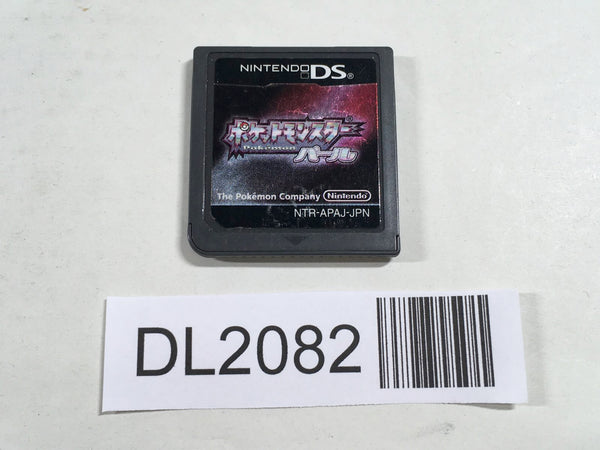 NINTENDO DS®
ポケットモンスター
Pokemon
パール
The Pokémon Company Nintendo
NTR-APAJ-JPN
DL2082